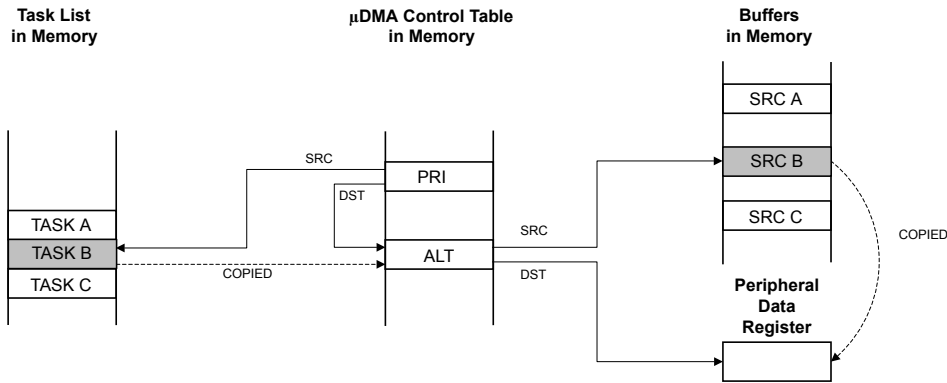 Task List
in Memory
µDMA Control Table
in Memory
Buffers
in Memory
SRC A
SRC
PRI
SRC B
DST
TASK A
SRC C
SRC
COPIED
TASK B
ALT
COPIED
DST
TASK C
Peripheral
Data
Register